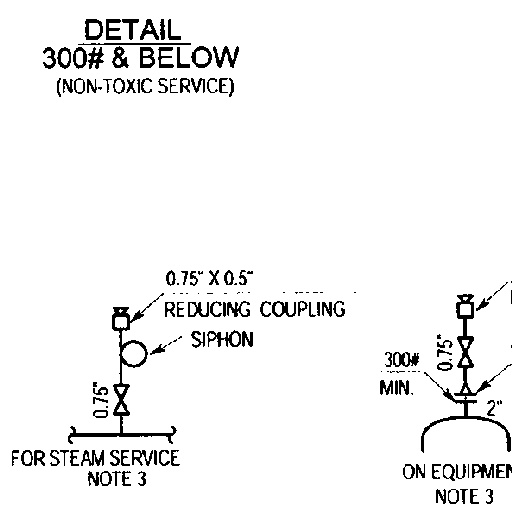 DETAIL
300# & BELOW
(NON-TOXIC SERVICE)
0.75" X 0.5"
REDUCING COUPLING
SIPHON
0.75"
FOR STEAM SERVICE
NOTE 3
0.75"
300#
MIN.
2"
ON EQUIPMEN
NOTE 3